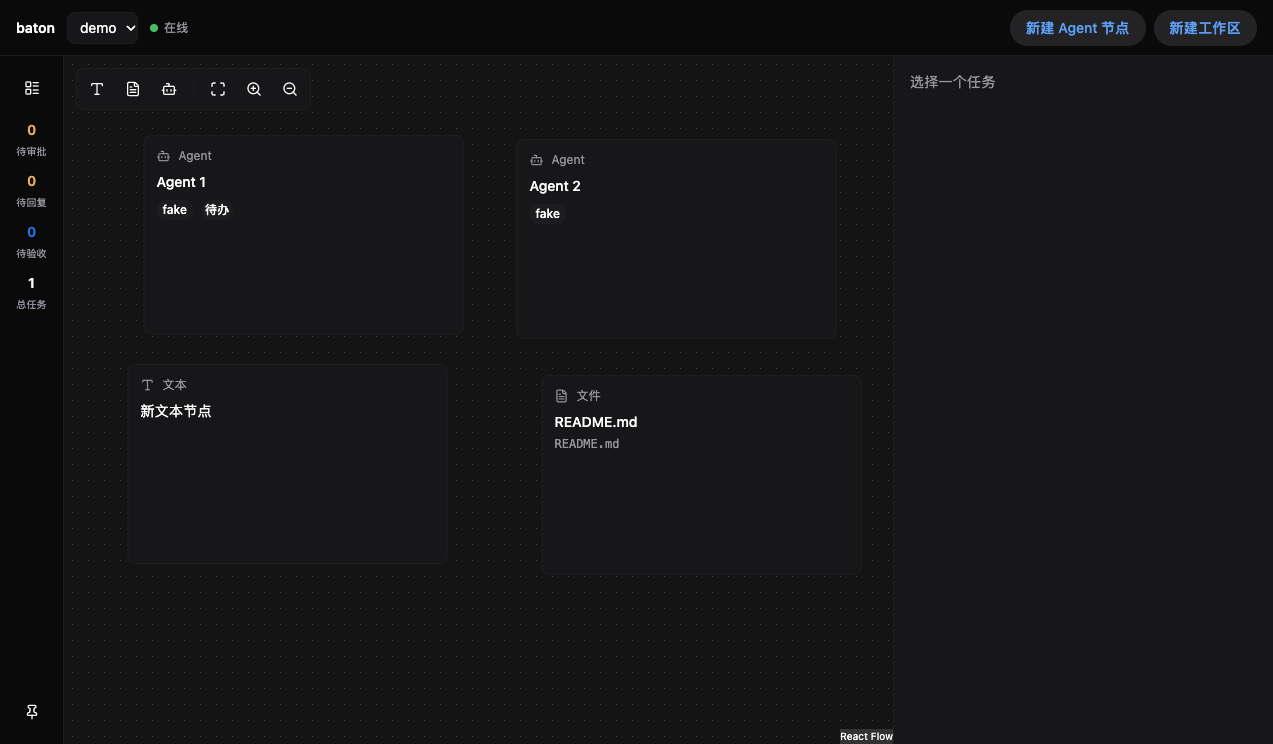 baton
demo
在线
新建 Agent 节点
新建工作区
0
待审批
0
待回复
0
待验收
1
总任务
Agent
Agent 1
fake 待办
Agent
Agent 2
fake
文本
新文本节点
文件
README.md
README.md
选择一个任务
React Flow